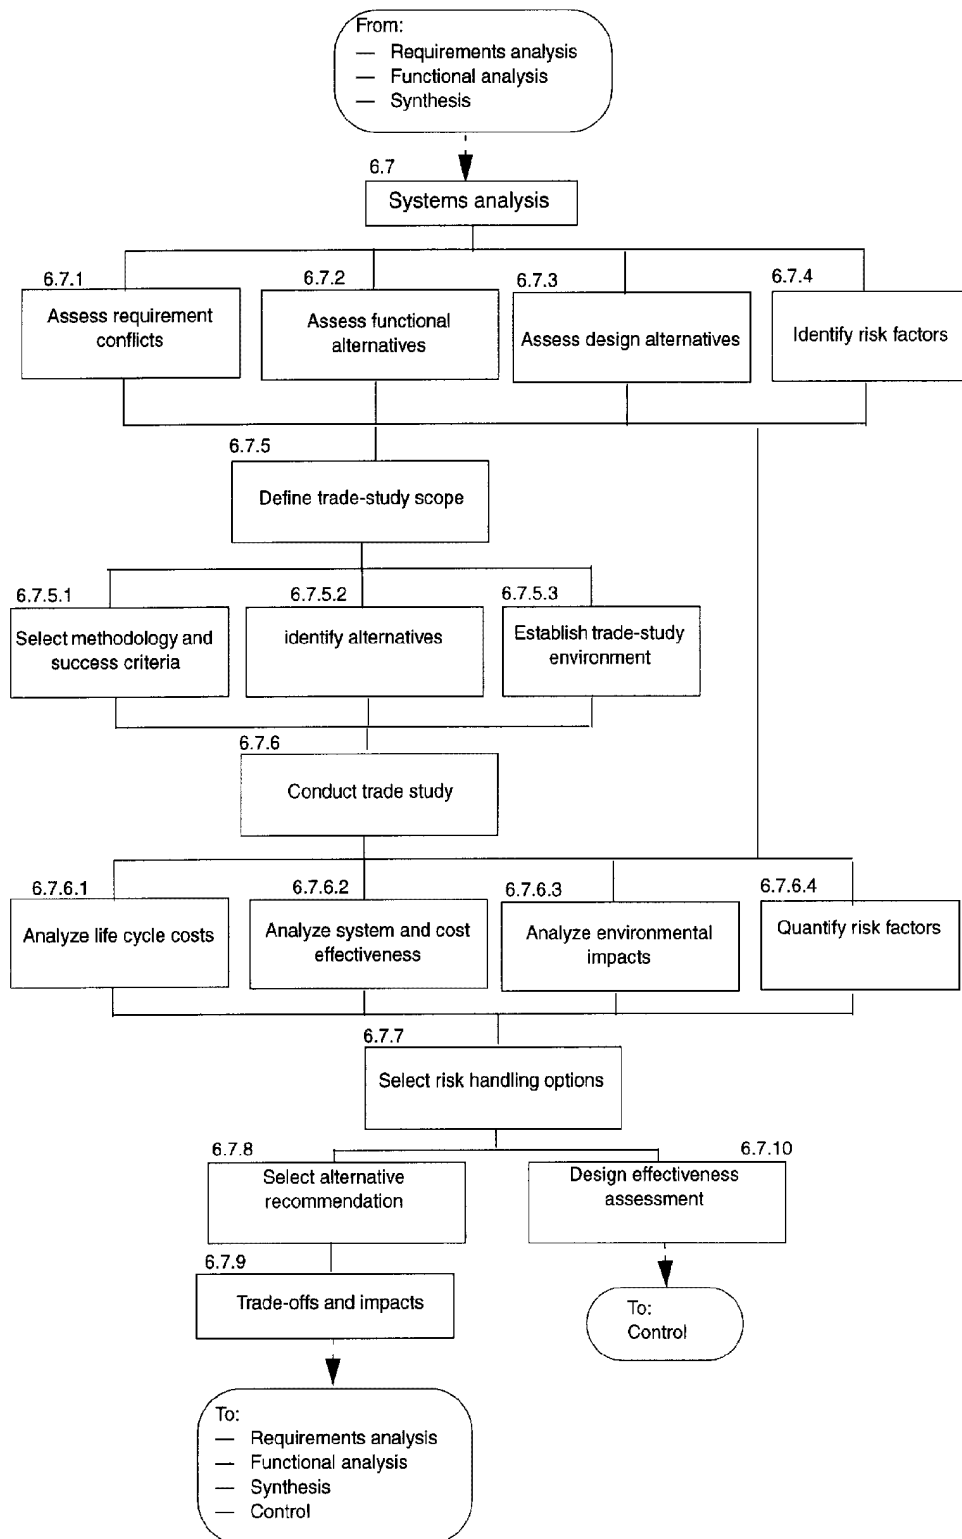 From:
— Requirements analysis
— Functional analysis
— Synthesis
6.7
Systems analysis
6.7.1
Assess requirement
conflicts
6.7.2
Assess functional
alternatives
6.7.3
Assess design alternatives
6.7.4
Identify risk factors
6.7.5
Define trade-study scope
6.7.5.1
Select methodology and
success criteria
6.7.5.2
identify alternatives
6.7.5.3
Establish trade-study
environment
6.7.6
Conduct trade study
6.7.6.1
Analyze life cycle costs
6.7.6.2
Analyze system and cost
effectiveness
6.7.6.3
Analyze environmental
impacts
6.7.6.4
Quantify risk factors
6.7.7
Select risk handling options
6.7.8
Select alternative
recommendation
6.7.10
Design effectiveness
assessment
6.7.9
Trade-offs and impacts
To:
Control
To:
— Requirements analysis
— Functional analysis
— Synthesis
— Control